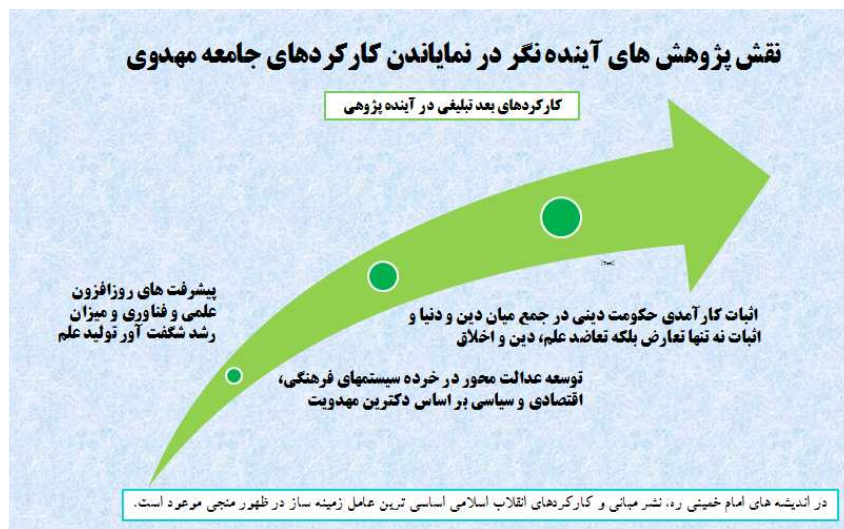 نقش پژوهش های آینده نگر در نمایاندن کارکردهای جامعه مهدوی
کارکردهای بعد تبلیغی در آینده پژوهی
پیشرفت های روزافزون
علمی و فناوری و میزان
رشد شگفت آور تولید علم
توسعه عدالت محور در خرده سیستمهای فرهنگی،
اقتصادی و سیاسی بر اساس دکترین مهدویت
[Text]
اثبات کارآمدی حکومت دینی در جمع میان دین و دنیا و
اثبات نه تنها تعارض بلکه تعاضد علم، دین و اخلاق
در اندیشه های امام خمینی ره، نشر مبانی و کارکردهای انقلاب اسلامی اساسی ترین عامل زمینه ساز در ظهور منجی موعود است.